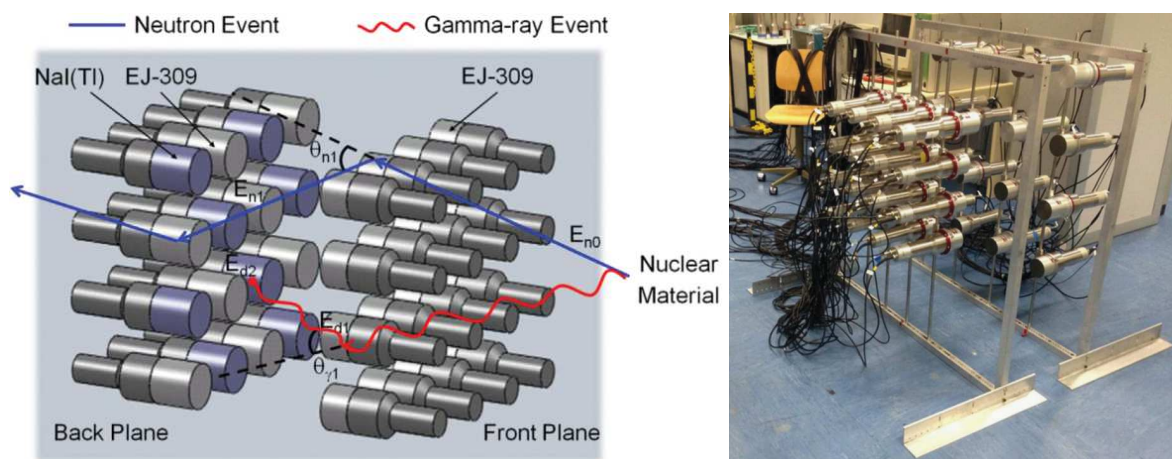 Neutron Event
Gamma-ray Event
NaI(Tl)
EJ-309
EJ-309
θn1
En1
En0
Nuclear
Material
Ed2
Ed1
θγ1
Back Plane
Front Plane